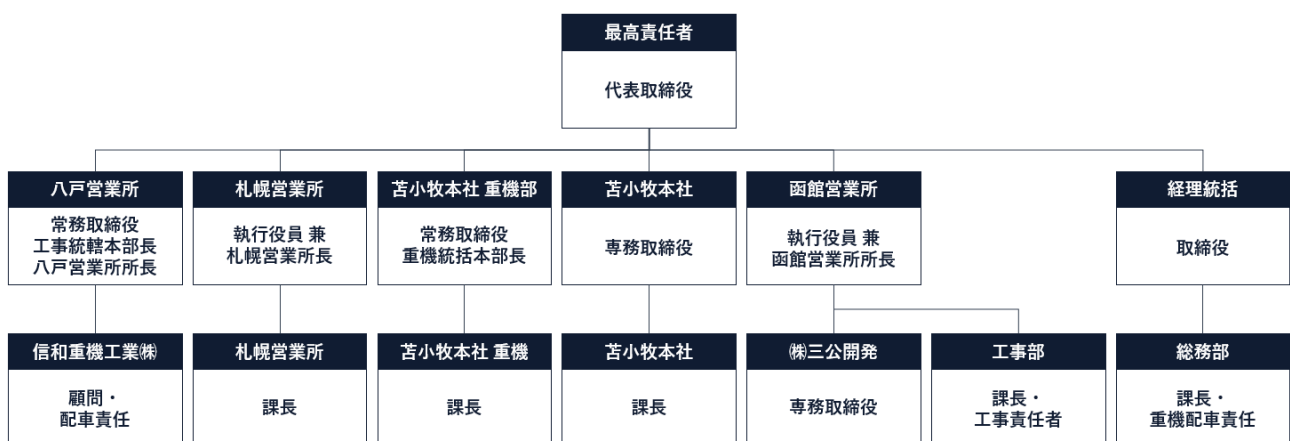 最高責任者
代表取締役
八戸営業所
常務取締役
工事統轄本部長
八戸営業所所長
札幌営業所
執行役員 兼
札幌営業所長
苫小牧本社 重機部
常務取締役
重機統括本部長
苫小牧本社
専務取締役
函館営業所
執行役員 兼
函館営業所所長
経理統括
取締役
信和重機工業㈱
顧問・
配車責任
札幌営業所
課長
苫小牧本社 重機
課長
苫小牧本社
課長
㈱三公開発
専務取締役
工事部
課長・
工事責任者
総務部
課長・
重機配車責任